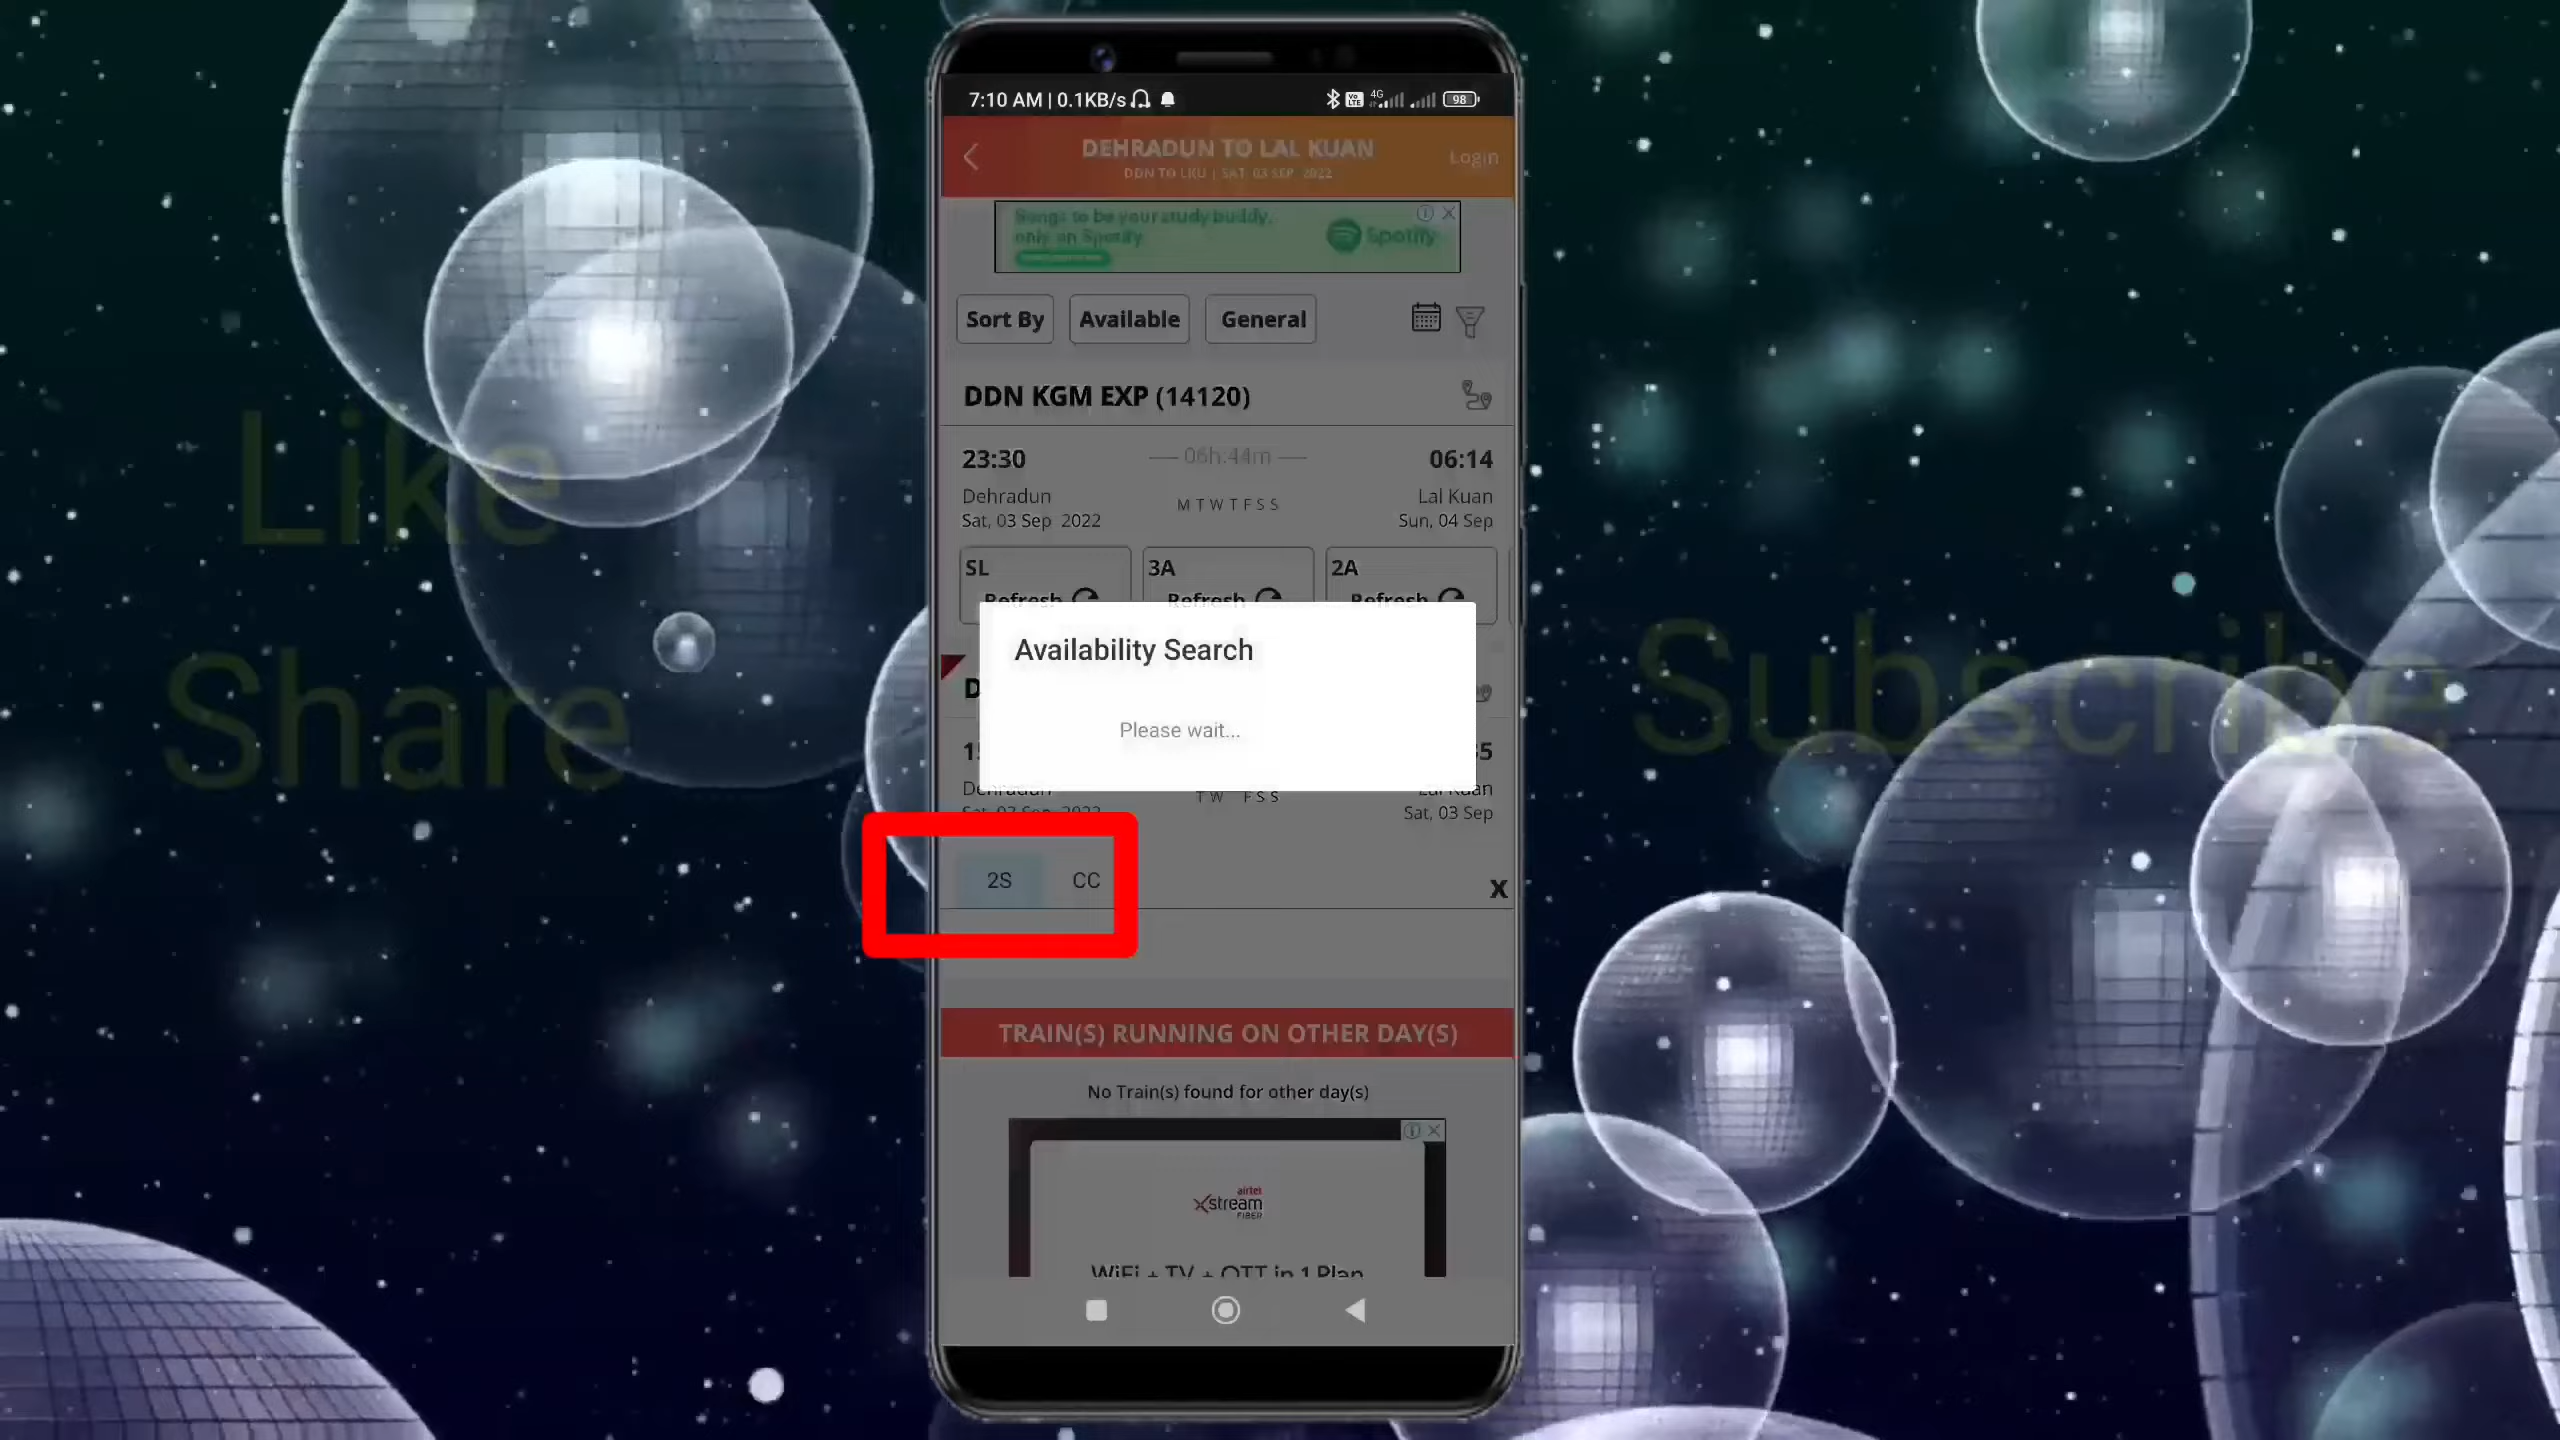 7:10 AM | 0.1KB/s
4G
98
DEHRADUN TO LAL KUAN
Login
DDN TO LKU | SAT, 03 SEP 2022
Songs to be your study buddy,
only on Spotify
Spotify
Sort By
Available
General
DDN KGM EXP (14120)
23:30
06h:44m
06:14
Dehradun
M T W T F S S
Lal Kuan
Sat, 03 Sep 2022
Sun, 04 Sep
SL
3A
2A
Refresh
Refresh
Refresh
Availability Search
Please wait...
D
15
35
Dehradun
T W F S S
Lal Kuan
Sat, 03 Sep 2022
Sat, 03 Sep
2S
CC
X
TRAIN(S) RUNNING ON OTHER DAY(S)
No Train(s) found for other day(s)
airtel
Xstream
FIBER
WiFi + TV + OTT in 1 Plan
Like
Share
Subscribe